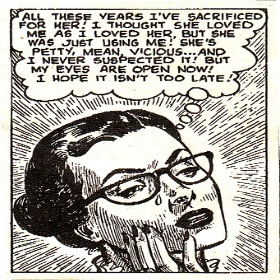 ALL THESE YEARS I'VE SACRIFICED
FOR HER! I THOUGHT SHE LOVED
ME AS I LOVED HER, BUT SHE
WAS JUST USING ME! SHE'S
PETTY, MEAN, VICIOUS...AND
I NEVER SUSPECTED IT! BUT
MY EYES ARE OPEN NOW!
I HOPE IT ISN'T TOO LATE!